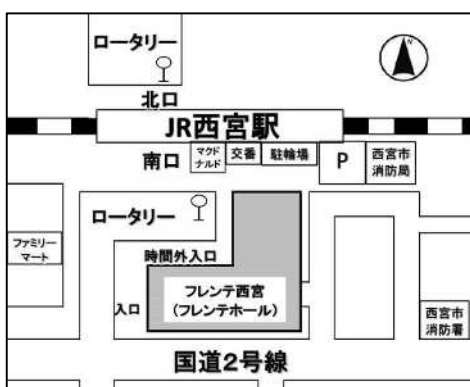 ロータリー
N
北口
JR西宮駅
南口
マクド
ナルド
交番
駐輪場
P
西宮市
消防局
ロータリー
ファミリー
マート
時間外入口
フレンテ西宮
(フレンテホール)
入口
西宮市
消防署
国道2号線